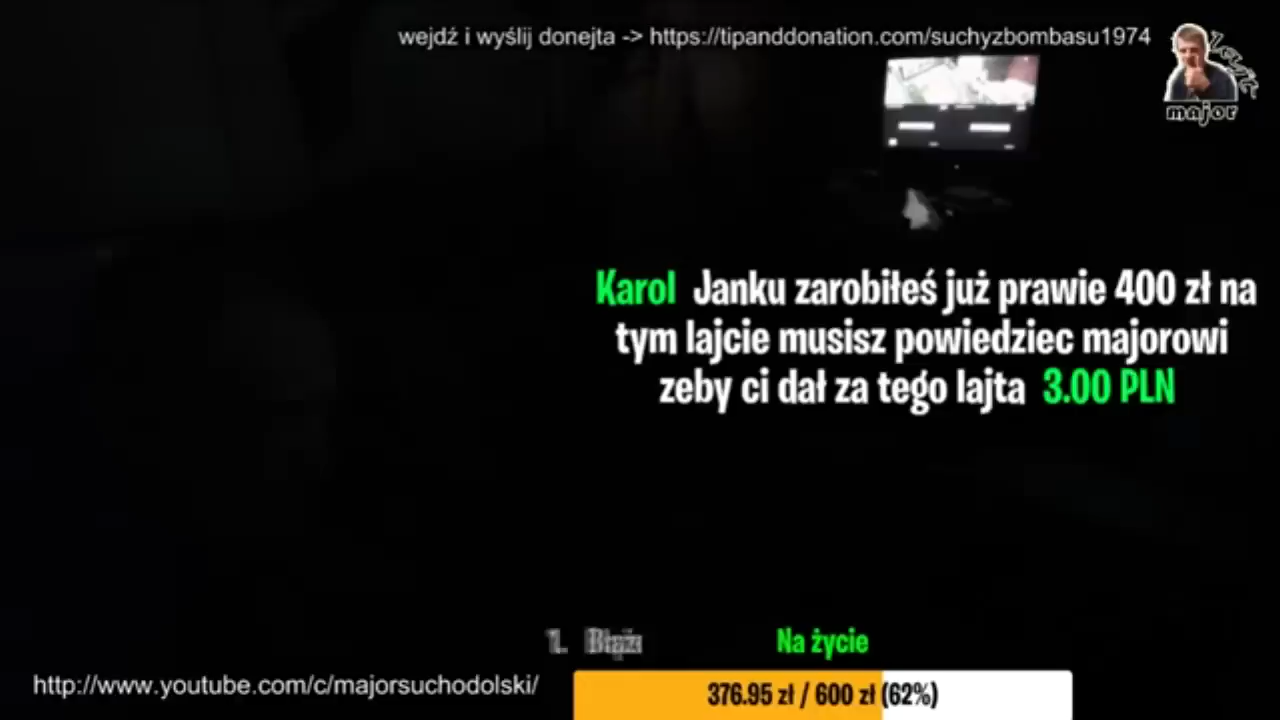 wejdź i wyślij donejta -> https://tipanddonation.com/suchyzbombasu1974
Lajt
major
Karol Janku zarobiłeś już prawie 400 zł na
tym lajcie musisz powiedziec majorowi
zeby ci dał za tego lajta 3.00 PLN
1.
Na życie
http://www.youtube.com/c/majorsuchodolski/
376.95 zł / 600 zł (62%)